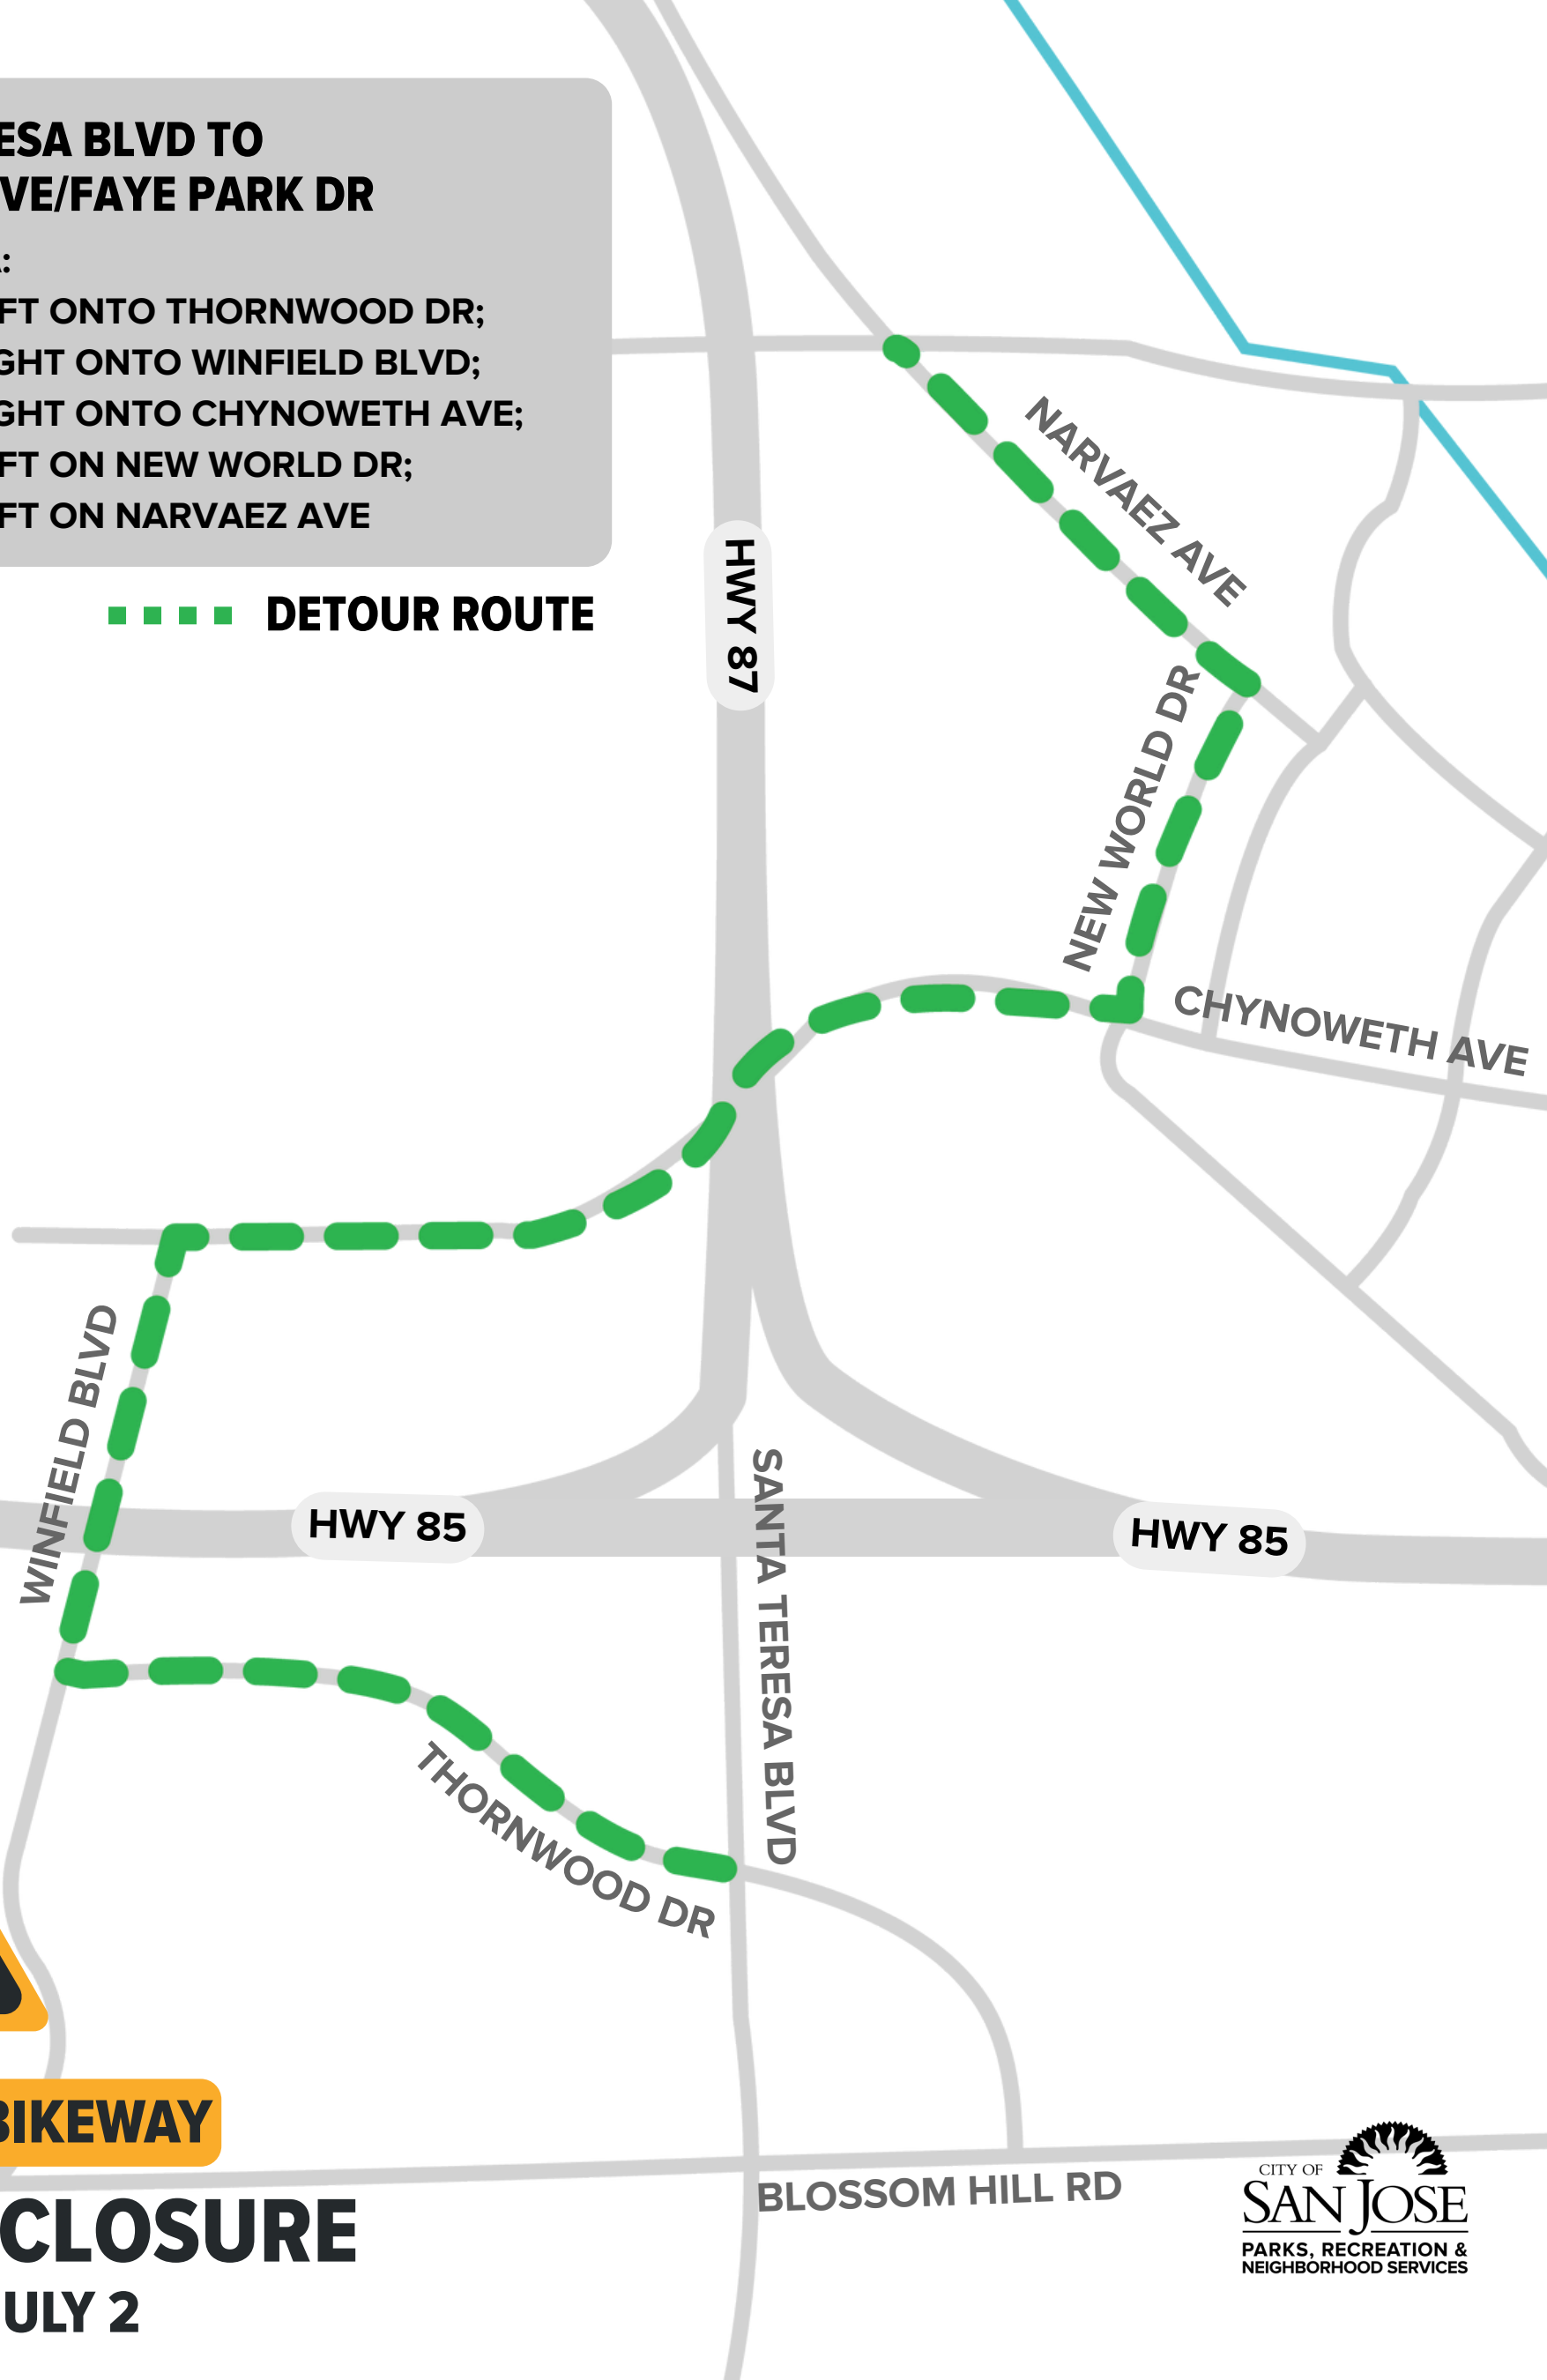 ESA BLVD TO
VE/FAYE PARK DR
:
FT ONTO THORNWOOD DR;
GHT ONTO WINFIELD BLVD;
GHT ONTO CHYNOWETH AVE;
FT ON NEW WORLD DR;
FT ON NARVAEZ AVE
DETOUR ROUTE
HWY 87
NARVAEZ AVE
NEW WORLD DR
CHYNOWETH AVE
WINFIELD BLVD
HWY 85
HWY 85
SANTA TERESA BLVD
THORNWOOD DR
BIKEWAY
BLOSSOM HILL RD
CLOSURE
ULY 2
CITY OF
SAN JOSE
PARKS, RECREATION &
NEIGHBORHOOD SERVICES